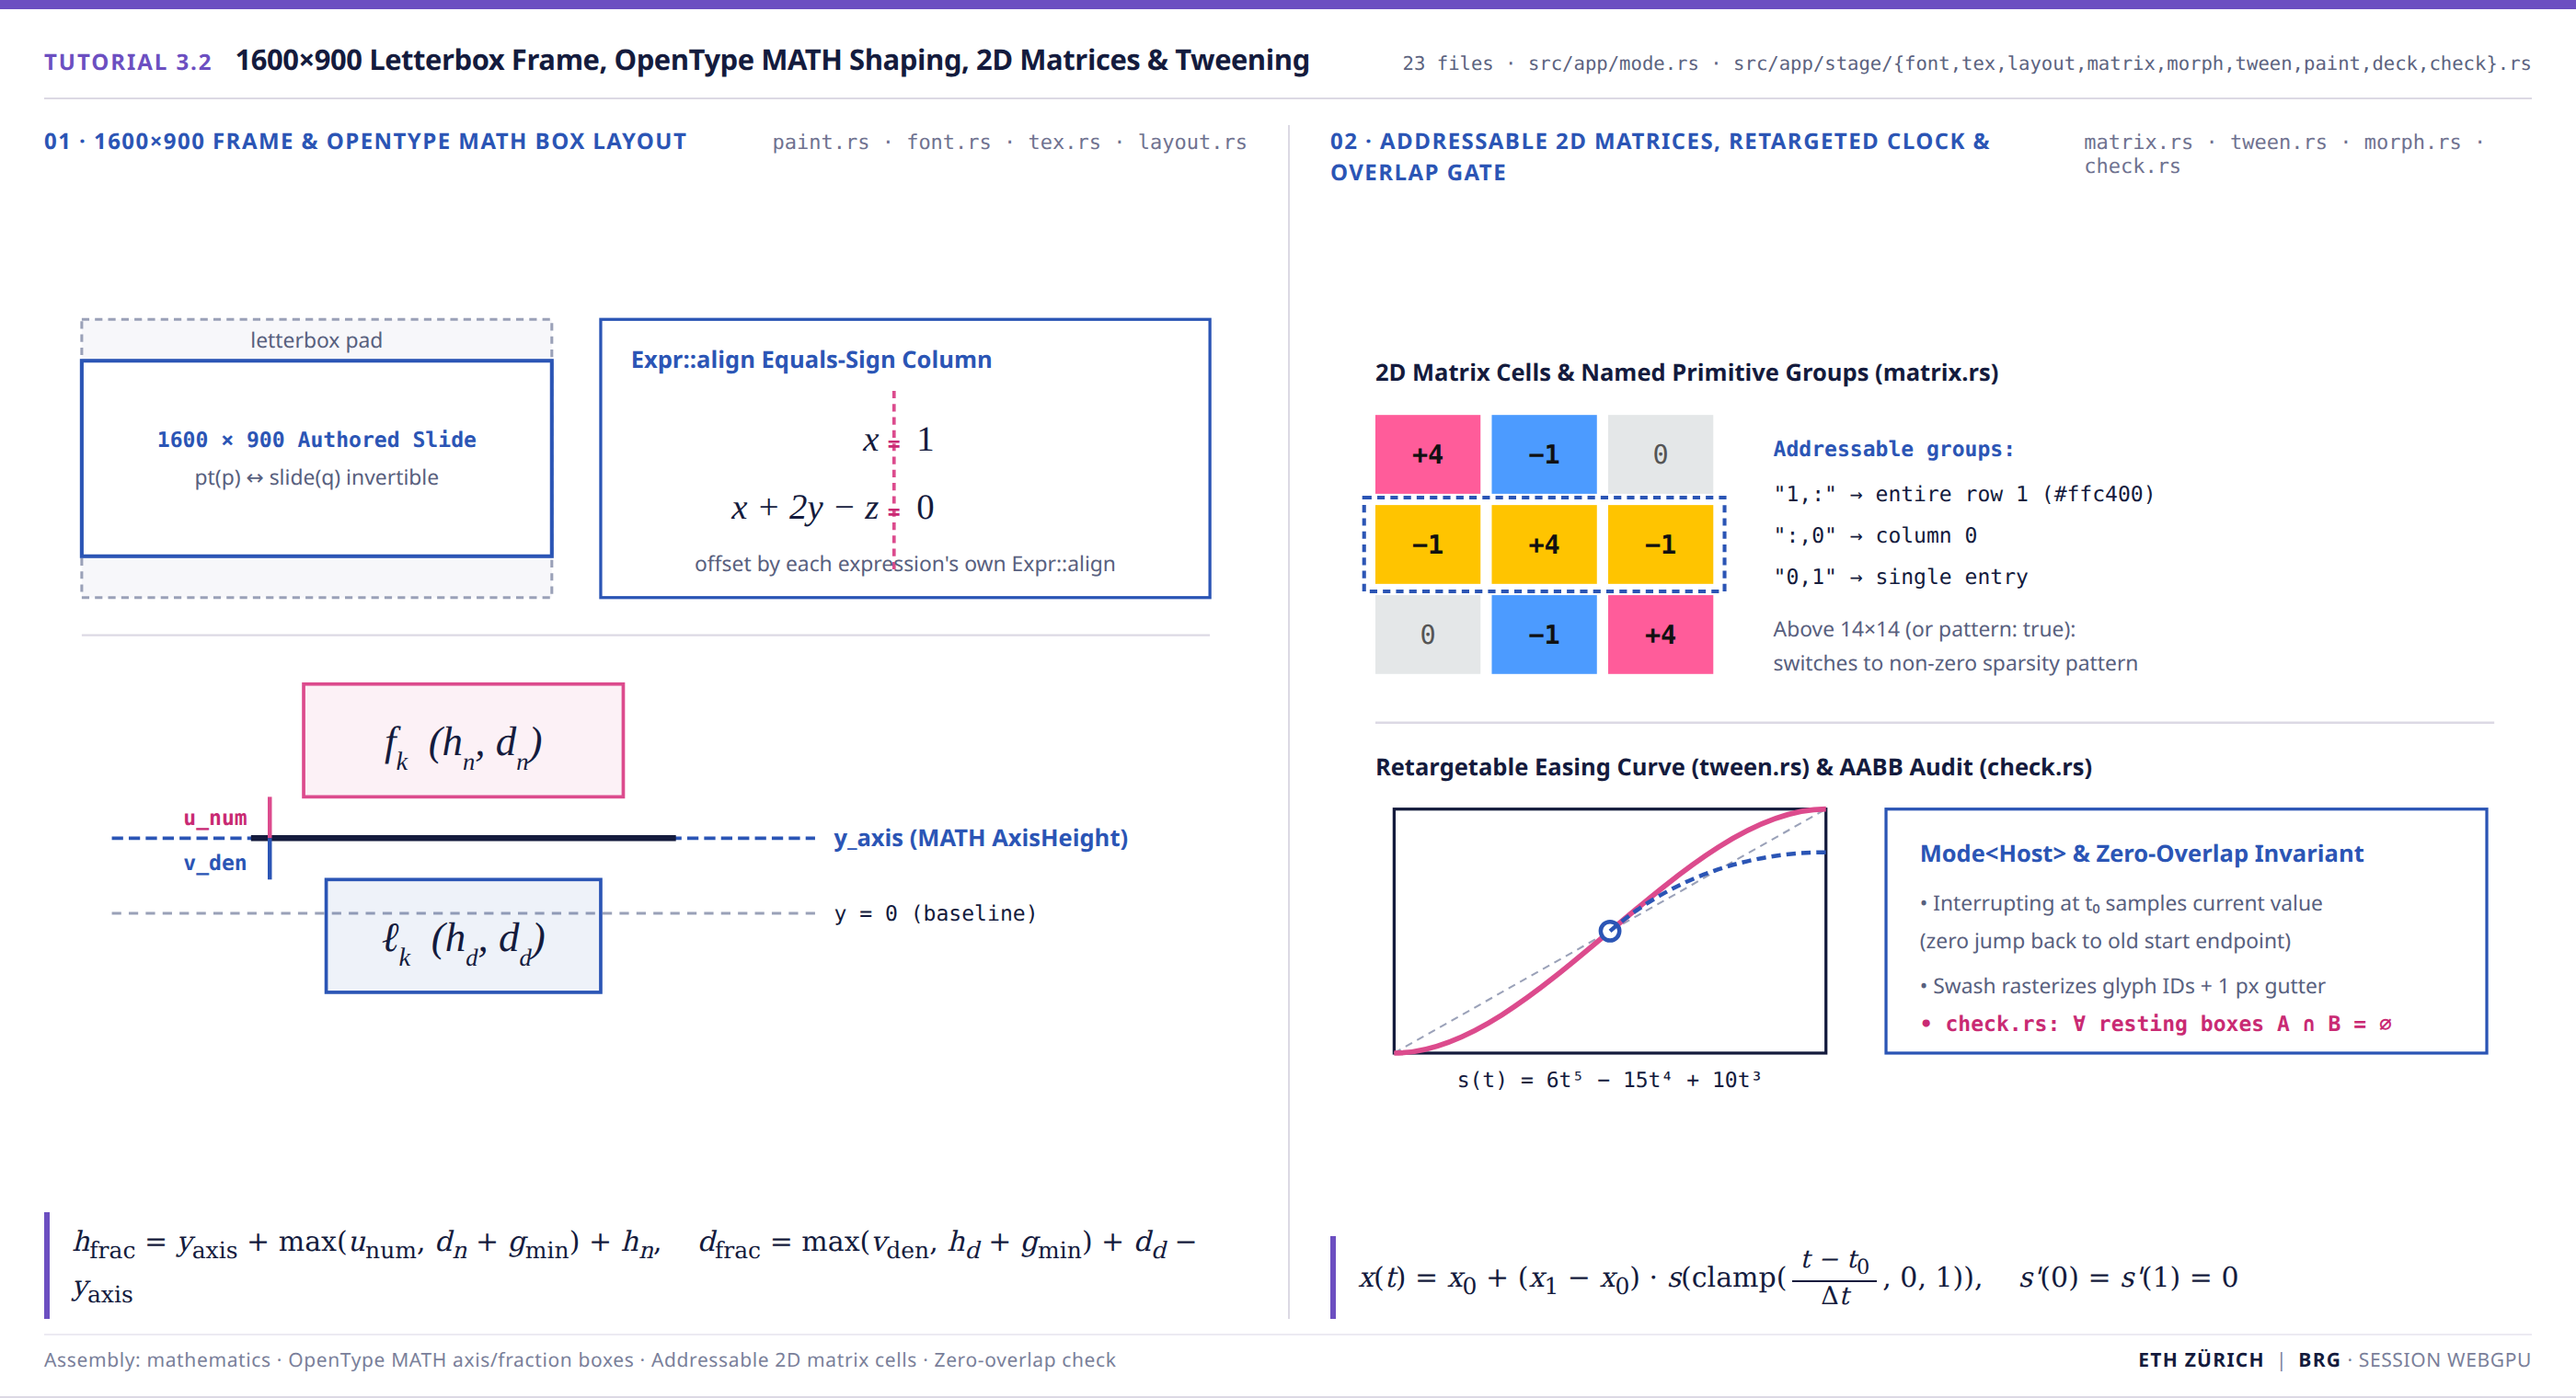 TUTORIAL 3.2 1600×900 Letterbox Frame, OpenType MATH Shaping, 2D Matrices & Tweening
23 files · src/app/mode.rs · src/app/stage/{font,tex,layout,matrix,morph,tween,paint,deck,check}.rs
01 · 1600×900 FRAME & OPENTYPE MATH BOX LAYOUT
paint.rs · font.rs · tex.rs · layout.rs
letterbox pad
1600 × 900 Authored Slide
pt(p) ↔ slide(q) invertible
Expr::align Equals-Sign Column
x = 1
x + 2y − z = 0
offset by each expression's own Expr::align
f_k (h_n, d_n)
u_num
v_den
y_axis (MATH AxisHeight)
y = 0 (baseline)
ℓ_k (h_d, d_d)
h_frac = y_axis + max(u_num, d_n + g_min) + h_n, d_frac = max(v_den, h_d + g_min) + d_d −
y_axis
02 · ADDRESSABLE 2D MATRICES, RETARGETED CLOCK &
OVERLAP GATE
matrix.rs · tween.rs · morph.rs ·
check.rs
2D Matrix Cells & Named Primitive Groups (matrix.rs)
+4 −1 0
−1 +4 −1
0 −1 +4
Addressable groups:
"1,:" → entire row 1 (#ffc400)
":,0" → column 0
"0,1" → single entry
Above 14×14 (or pattern: true):
switches to non-zero sparsity pattern
Retargetable Easing Curve (tween.rs) & AABB Audit (check.rs)
s(t) = 6t⁵ − 15t⁴ + 10t³
Mode<Host> & Zero-Overlap Invariant
• Interrupting at t₀ samples current value
(zero jump back to old start endpoint)
• Swash rasterizes glyph IDs + 1 px gutter
• check.rs: ∀ resting boxes A ∩ B = ∅
x(t) = x₀ + (x₁ − x₀) · s(clamp((t − t₀)/Δt, 0, 1)), s'(0) = s'(1) = 0
Assembly: mathematics · OpenType MATH axis/fraction boxes · Addressable 2D matrix cells · Zero-overlap check
ETH ZÜRICH | BRG · SESSION WEBGPU